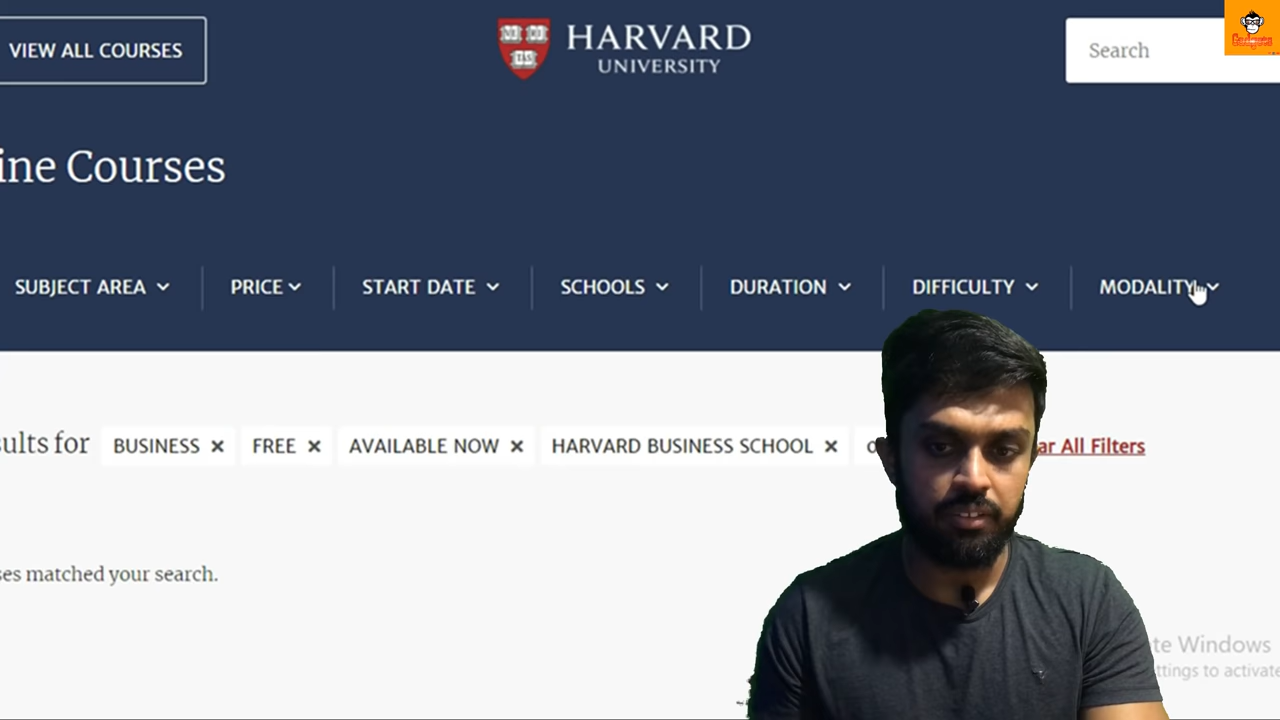 VIEW ALL COURSES
HARVARD
UNIVERSITY
Search
ine Courses
SUBJECT AREA
PRICE
START DATE
SCHOOLS
DURATION
DIFFICULTY
MODALITY
sults for
BUSINESS ×
FREE ×
AVAILABLE NOW ×
HARVARD BUSINESS SCHOOL ×
ar All Filters
ses matched your search.
te Windows
ttings to activate